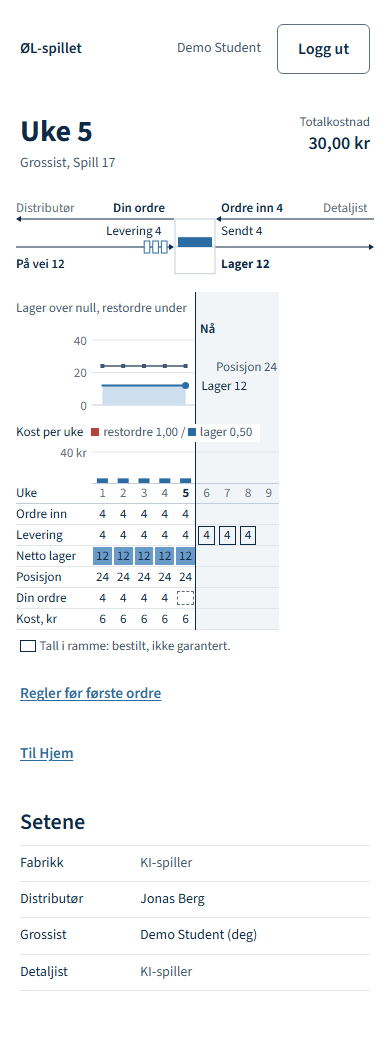 ØL-spillet Demo Student Logg ut
Uke 5 Totalkostnad
30,00 kr
Grossist, Spill 17
Distributør Din ordre Ordre inn 4 Detaljist
Levering 4 Sendt 4
På vei 12 Lager 12
Lager over null, restordre under
Nå
40
Posisjon 24
20
Lager 12
0
Kost per uke restordre 1,00 / lager 0,50
40 kr
Uke 1 2 3 4 5 6 7 8 9
Ordre inn 4 4 4 4 4
Levering 4 4 4 4 4 4 4 4
Netto lager 12 12 12 12 12
Posisjon 24 24 24 24 24
Din ordre 4 4 4 4
Kost, kr 6 6 6 6 6
Tall i ramme: bestilt, ikke garantert.
Regler før første ordre
Til Hjem
Setene
Fabrikk KI-spiller
Distributør Jonas Berg
Grossist Demo Student (deg)
Detaljist KI-spiller